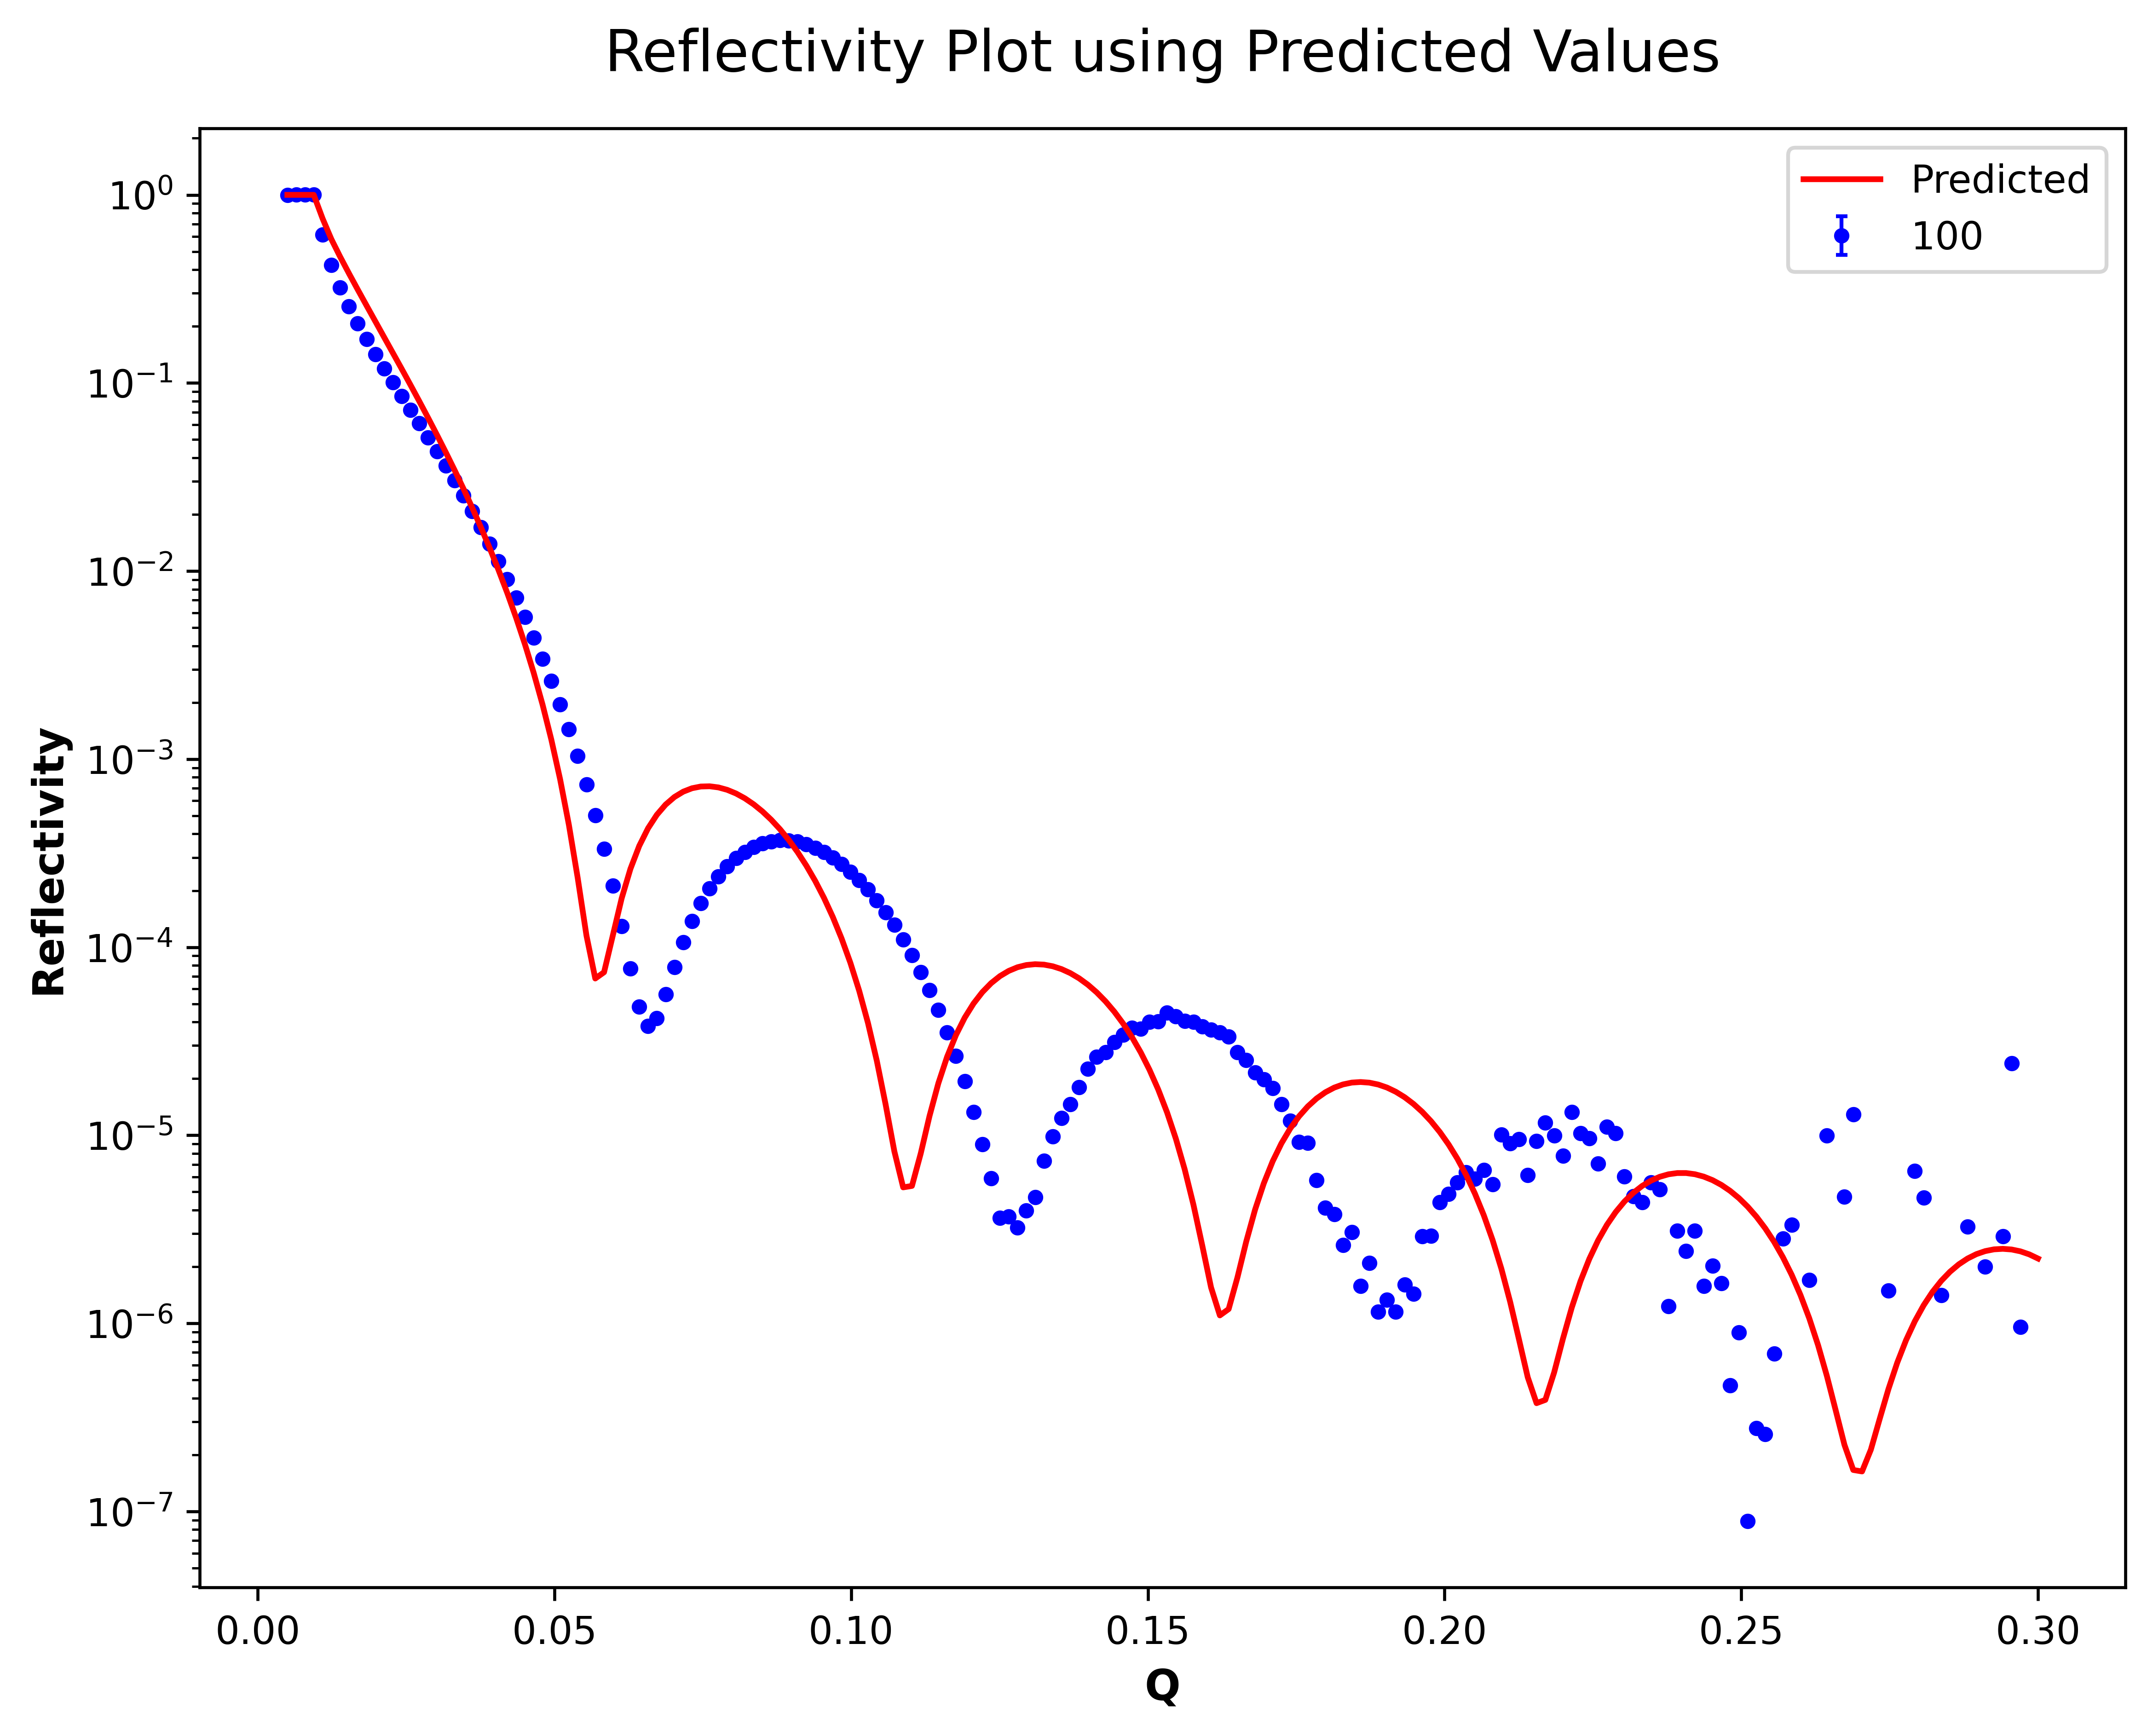 Reflectivity Plot using Predicted Values
Predicted
100
10⁰
10⁻¹
10⁻²
10⁻³
10⁻⁴
10⁻⁵
10⁻⁶
10⁻⁷
Reflectivity
0.00 0.05 0.10 0.15 0.20 0.25 0.30
Q